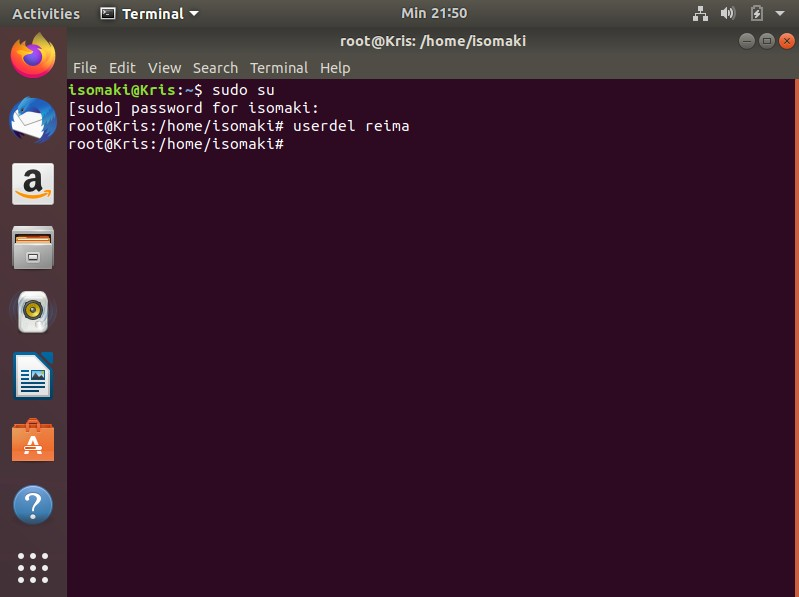 Activities Terminal Min 21:50
root@Kris: /home/isomaki
File Edit View Search Terminal Help
isomaki@Kris:~$ sudo su
[sudo] password for isomaki:
root@Kris:/home/isomaki# userdel reima
root@Kris:/home/isomaki#